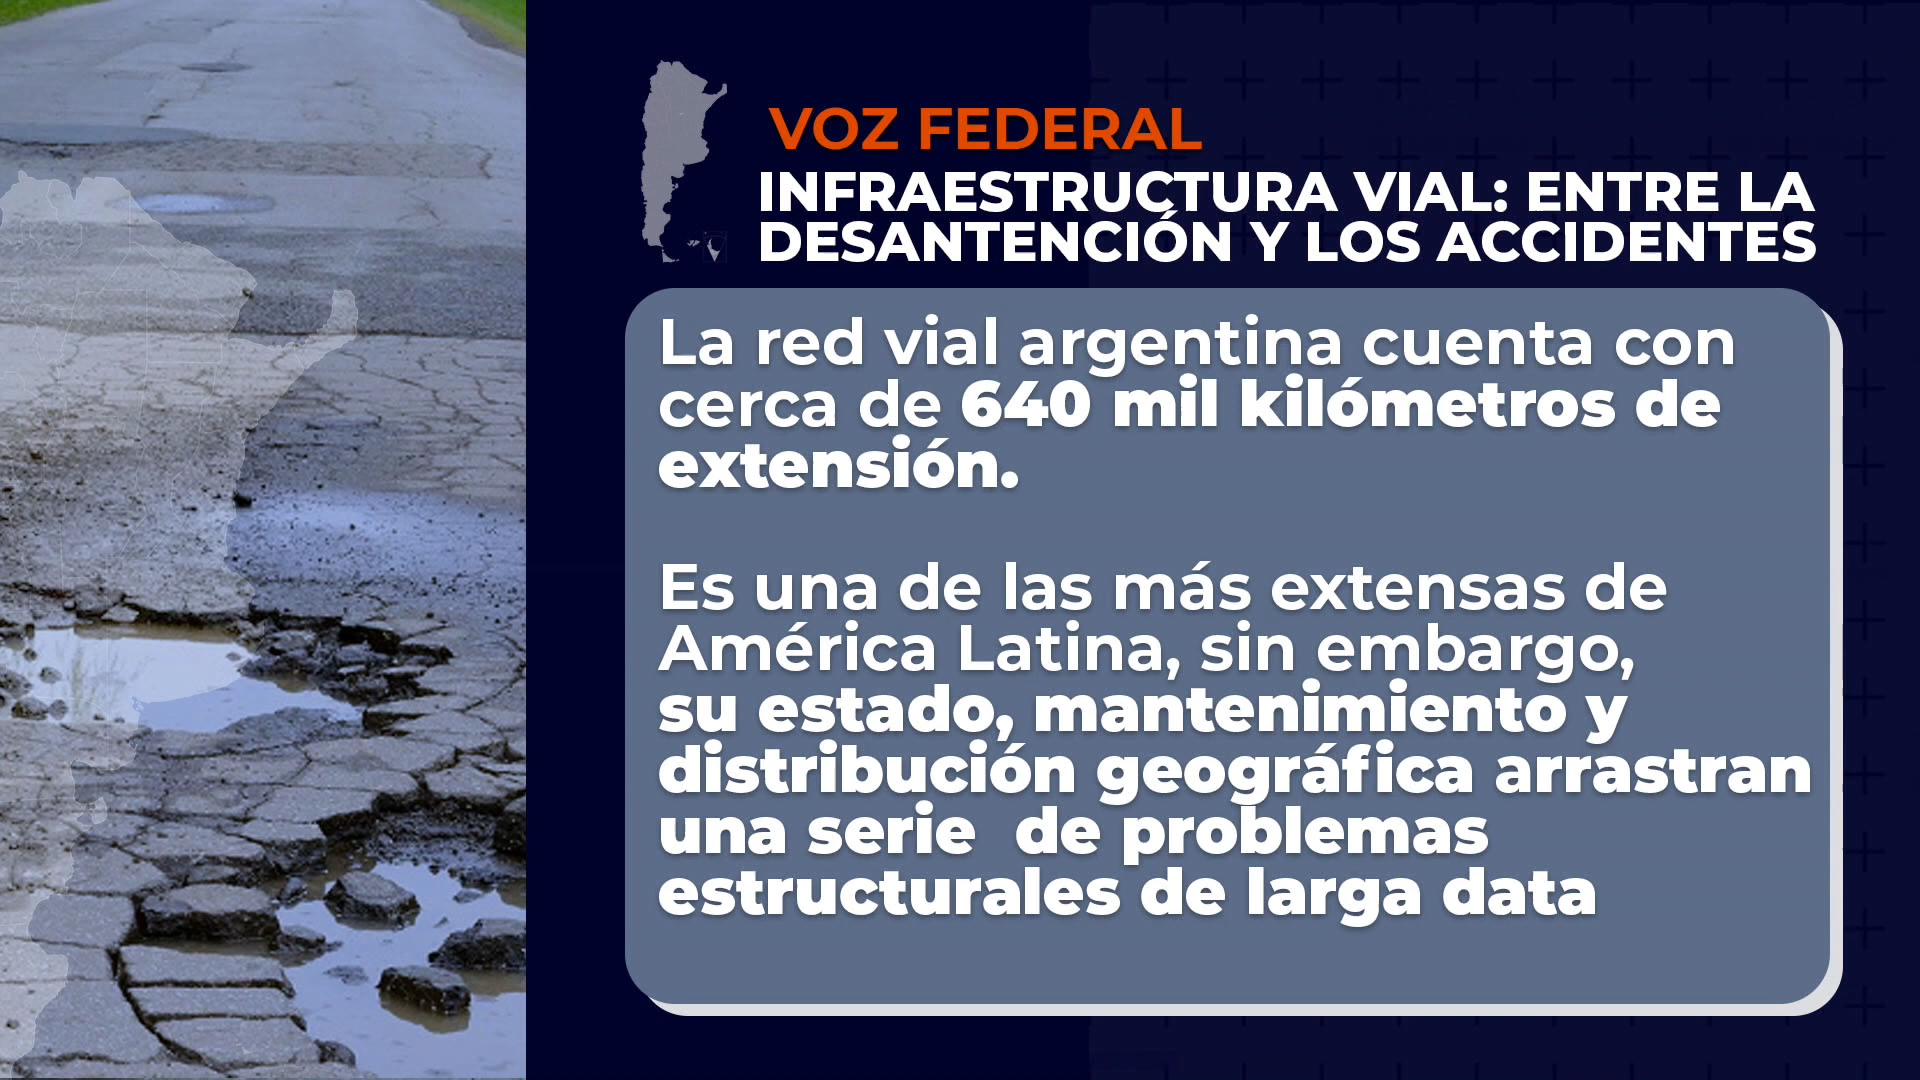 VOZ FEDERAL
INFRAESTRUCTURA VIAL: ENTRE LA
DESANTENCIÓN Y LOS ACCIDENTES
La red vial argentina cuenta con
cerca de 640 mil kilómetros de
extensión.
Es una de las más extensas de
América Latina, sin embargo,
su estado, mantenimiento y
distribución geográfica arrastran
una serie  de problemas
estructurales de larga data